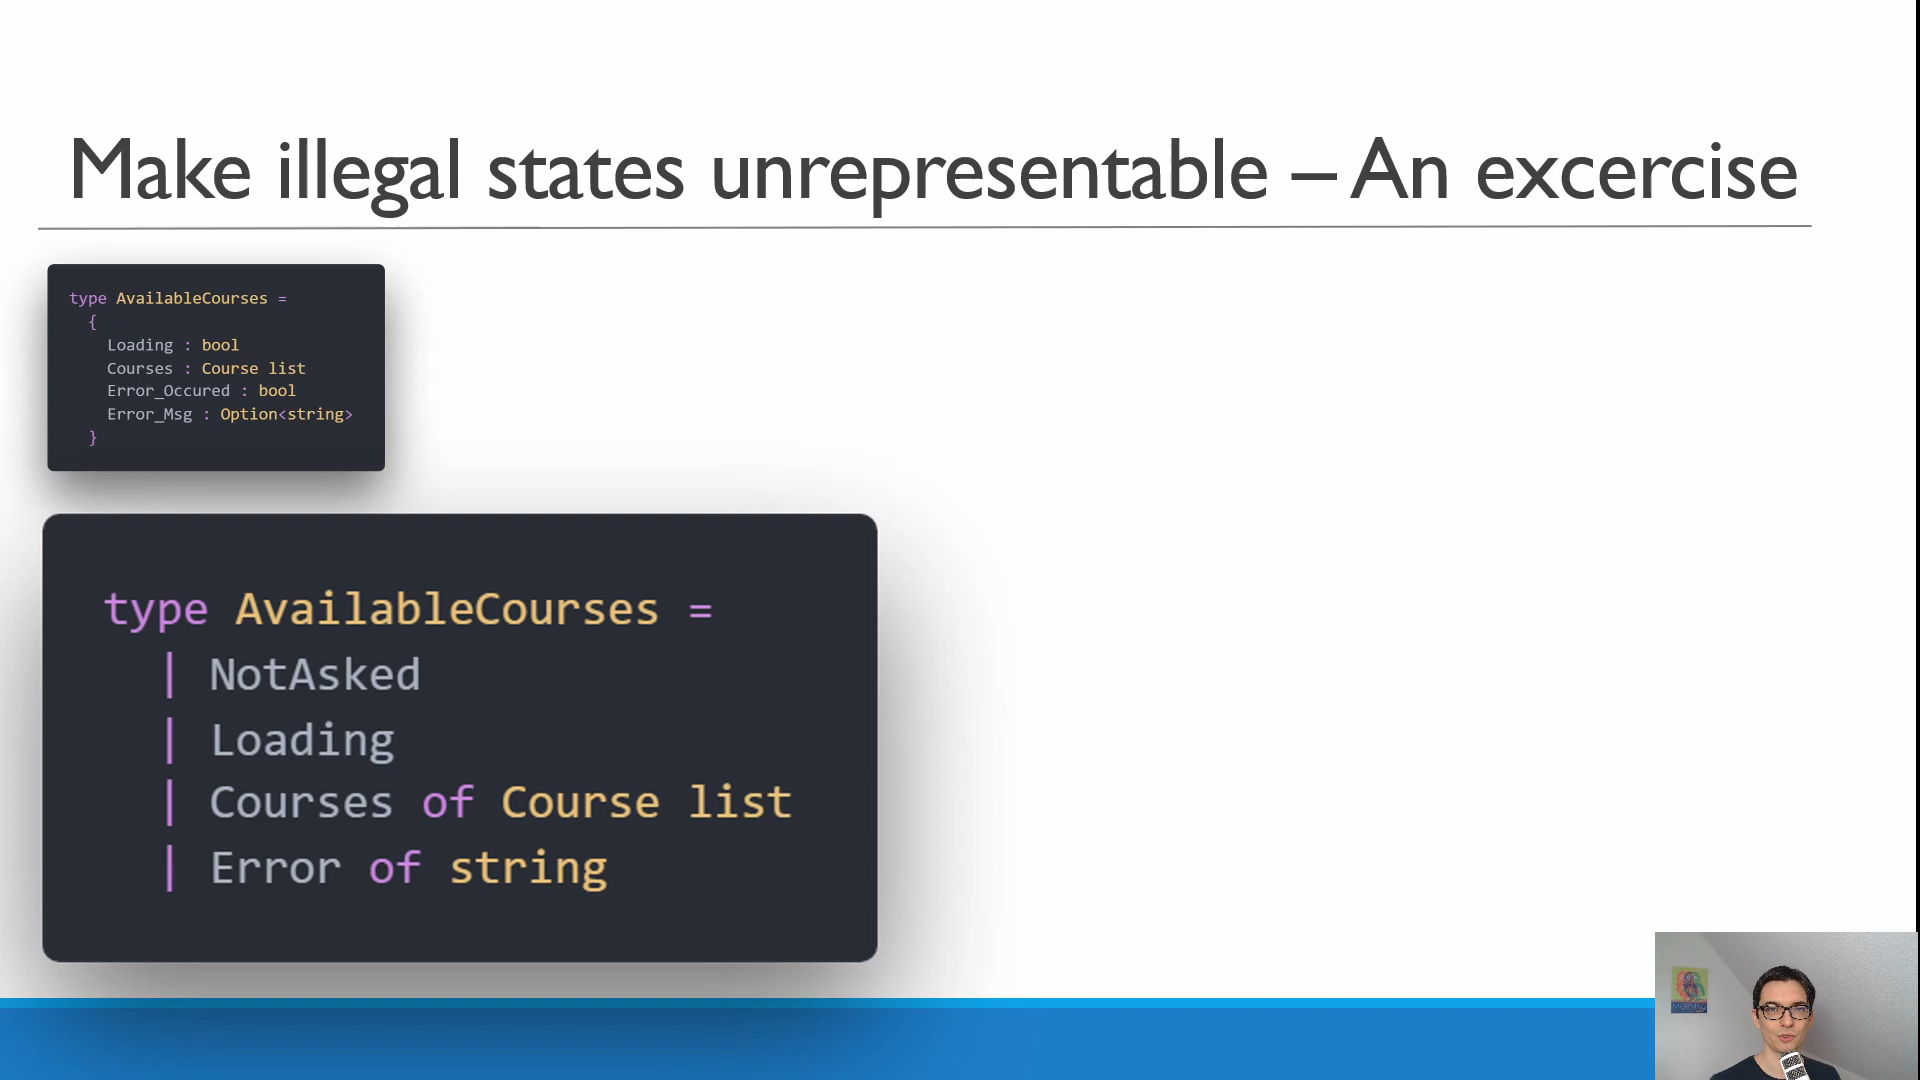 Make illegal states unrepresentable – An excercise
type AvailableCourses =
{
Loading : bool
Courses : Course list
Error_Occured : bool
Error_Msg : Option<string>
}
type AvailableCourses =
| NotAsked
| Loading
| Courses of Course list
| Error of string